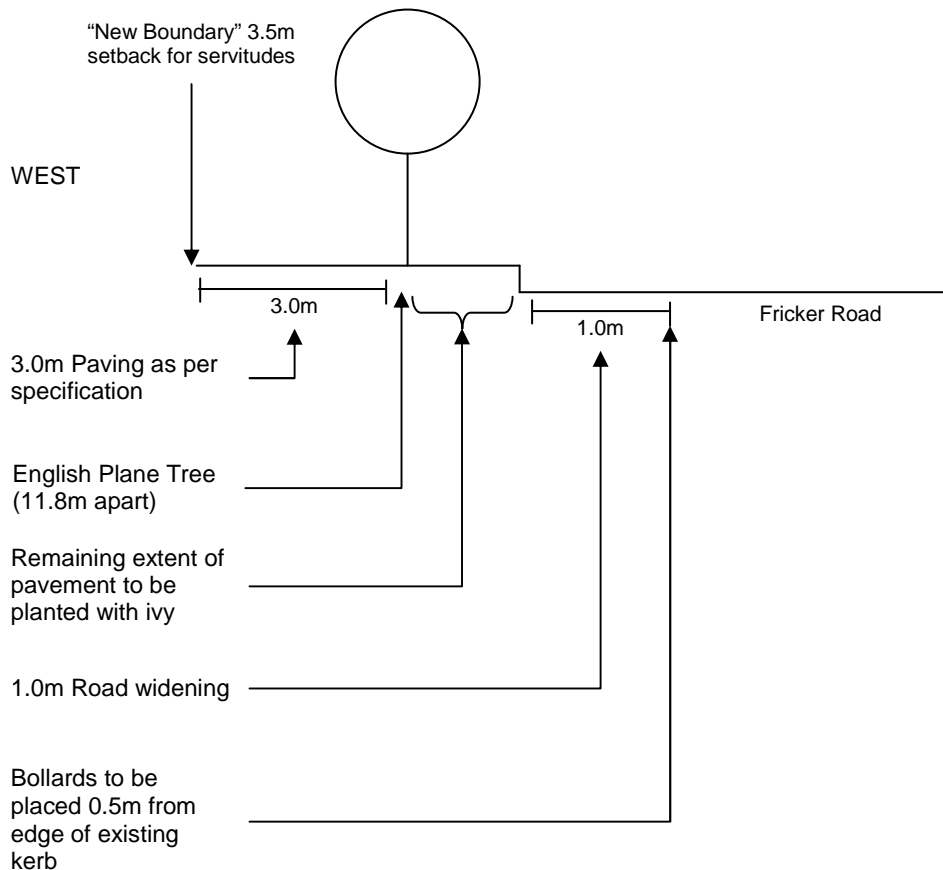 “New Boundary” 3.5m
setback for servitudes
WEST
3.0m
1.0m
Fricker Road
3.0m Paving as per
specification
English Plane Tree
(11.8m apart)
Remaining extent of
pavement to be
planted with ivy
1.0m Road widening
Bollards to be
placed 0.5m from
edge of existing
kerb